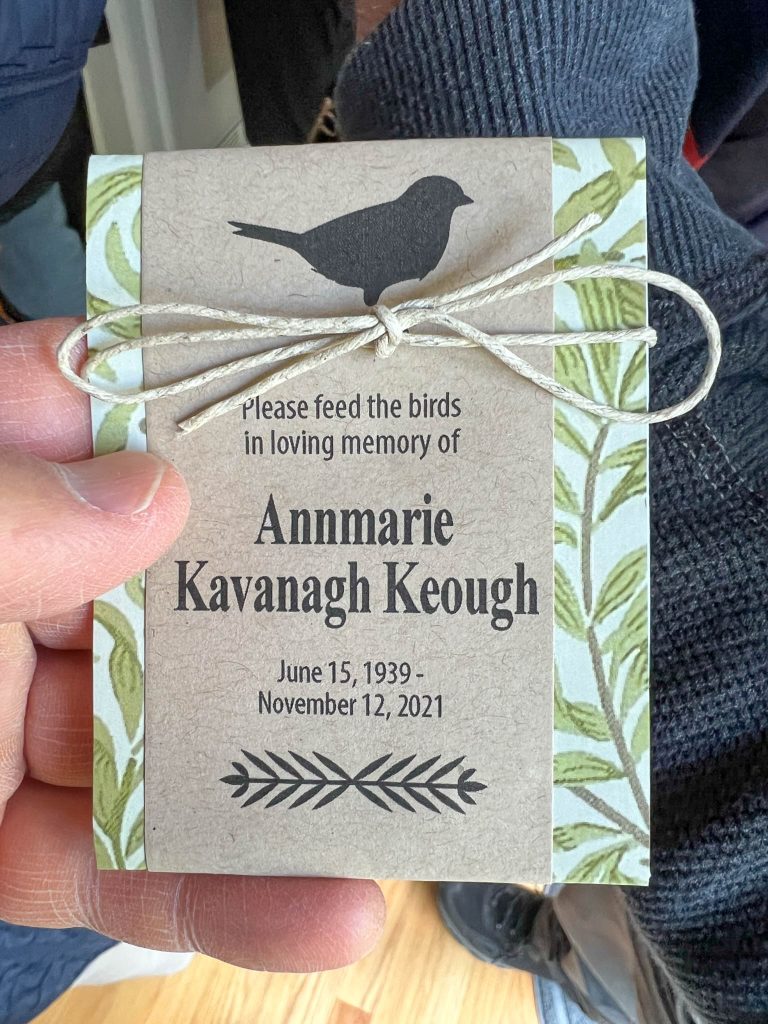 Please feed the birds
in loving memory of
Annmarie
Kavanagh Keough
June 15, 1939 -
November 12, 2021